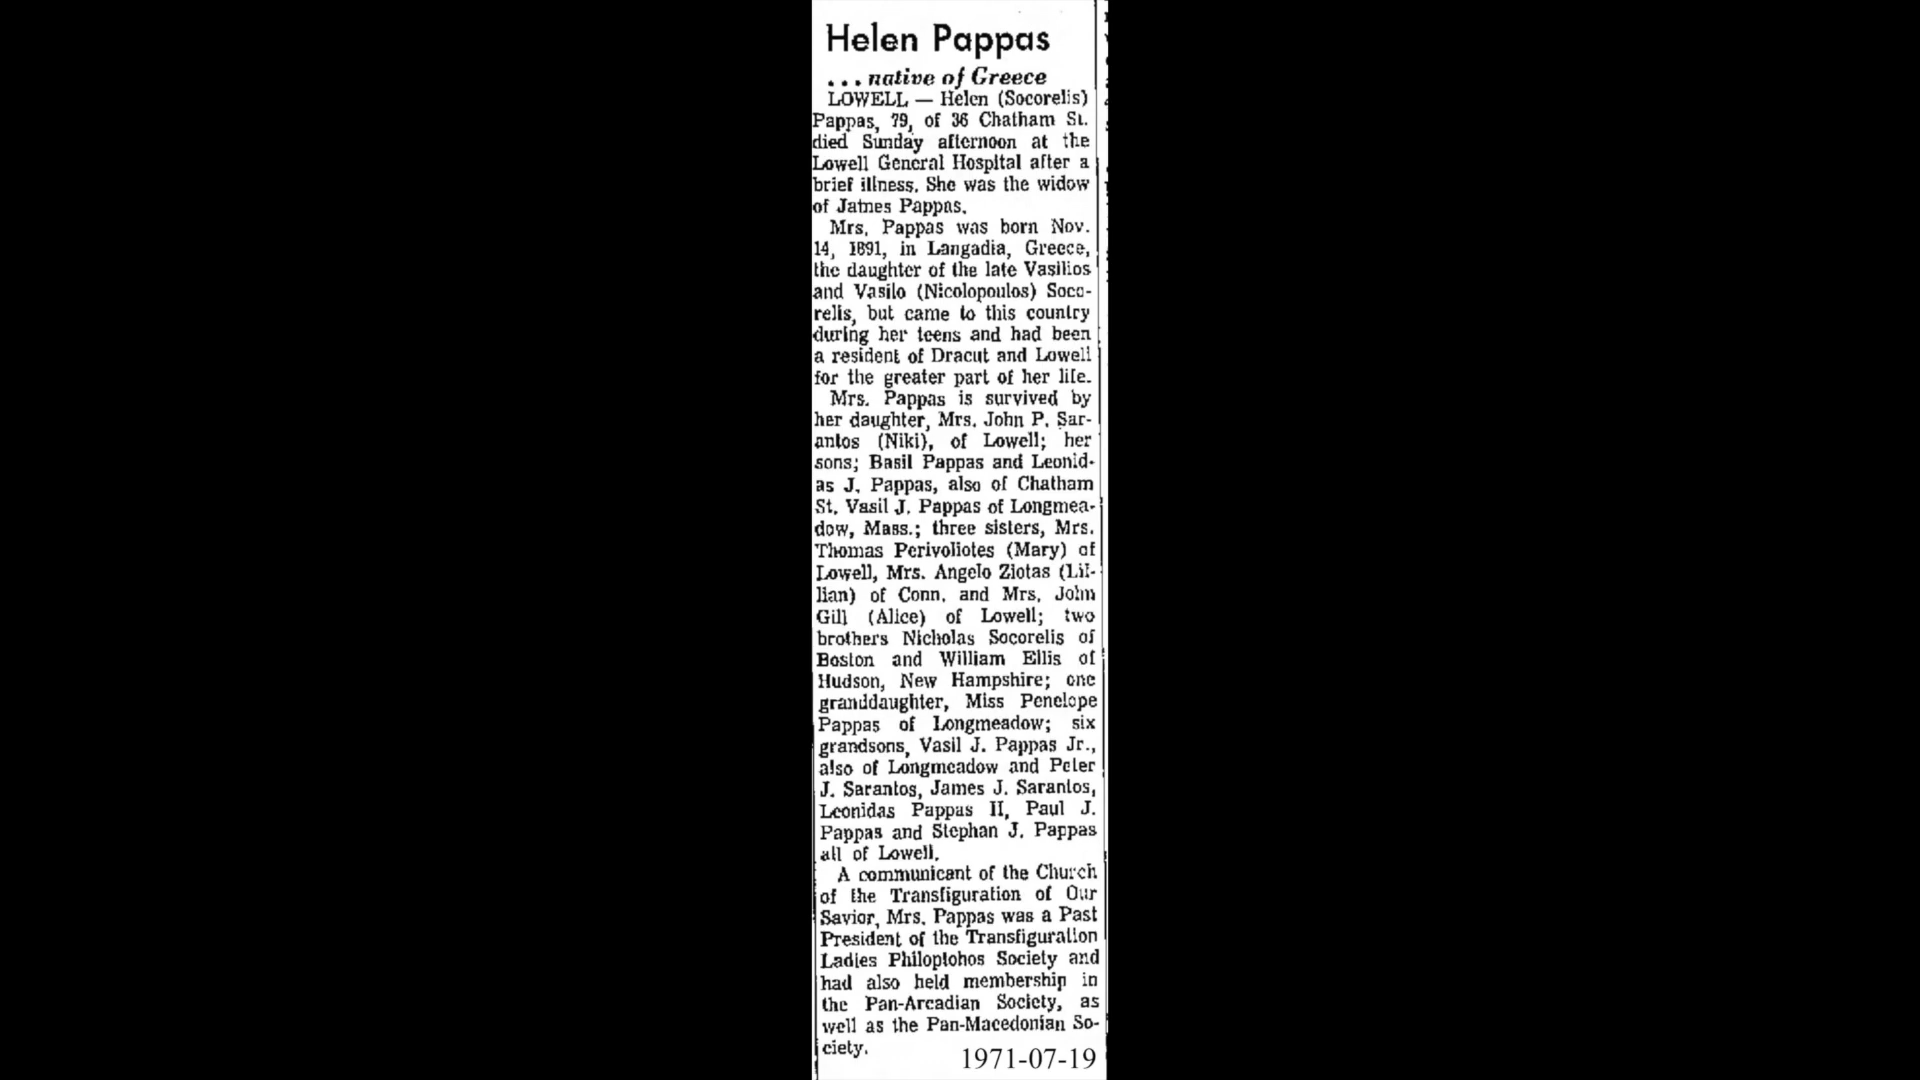 Helen Pappas
...native of Greece
LOWELL — Helen (Socorelis)
Pappas, 79, of 36 Chatham St.
died Sunday afternoon at the
Lowell General Hospital after a
brief illness. She was the widow
of James Pappas.
Mrs. Pappas was born Nov.
14, 1891, in Langadia, Greece,
the daughter of the late Vasilios
and Vasilo (Nicolopoulos) Soco-
relis, but came to this country
during her teens and had been
a resident of Dracut and Lowell
for the greater part of her life.
Mrs. Pappas is survived by
her daughter, Mrs. John P. Sar-
antos (Niki), of Lowell; her
sons; Basil Pappas and Leonid-
as J. Pappas, also of Chatham
St. Vasil J. Pappas of Longmea-
dow, Mass.; three sisters, Mrs.
Thomas Perivoliotes (Mary) of
Lowell, Mrs. Angelo Ziotas (Lil-
lian) of Conn. and Mrs. John
Gill (Alice) of Lowell; two
brothers Nicholas Socorelis of
Boston and William Ellis of
Hudson, New Hampshire; one
granddaughter, Miss Penelope
Pappas of Longmeadow; six
grandsons, Vasil J. Pappas Jr.,
also of Longmeadow and Peter
J. Sarantos, James J. Sarantos,
Leonidas Pappas II, Paul J.
Pappas and Stephan J. Pappas
all of Lowell.
A communicant of the Church
of the Transfiguration of Our
Savior, Mrs. Pappas was a Past
President of the Transfiguration
Ladies Philoptohos Society and
had also held membership in
the Pan-Arcadian Society, as
well as the Pan-Macedonian So-
ciety.
1971-07-19